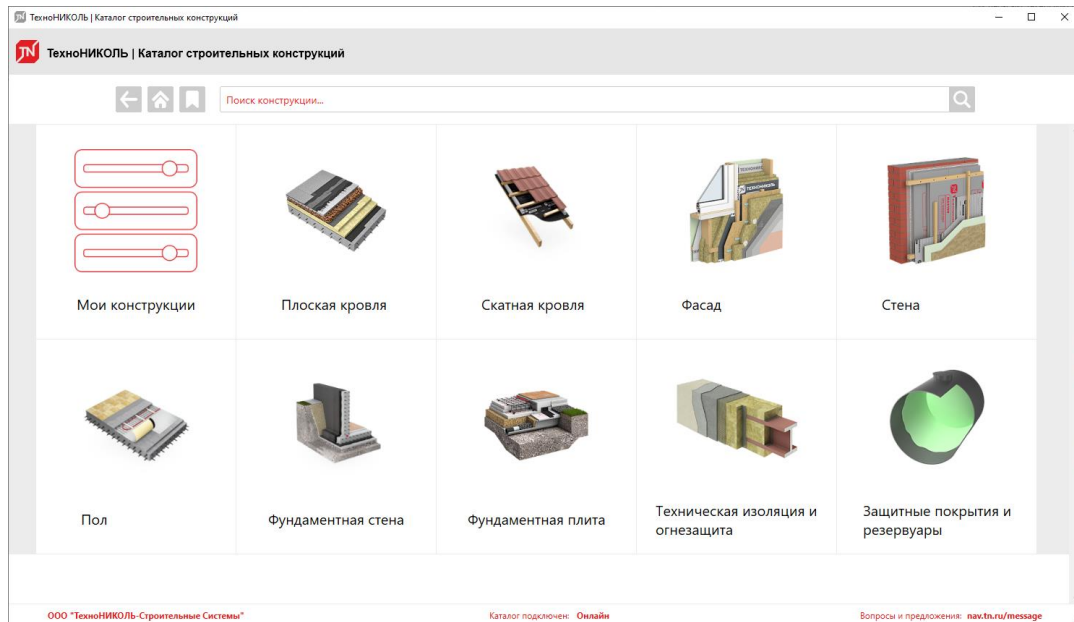 ТехноНИКОЛЬ | Каталог строительных конструкций
ТехноНИКОЛЬ | Каталог строительных конструкций
Поиск конструкции...
Мои конструкции
Плоская кровля
Скатная кровля
ТЕХНОНИКОЛЬ
Фасад
Стена
Пол
Фундаментная стена
Фундаментная плита
Техническая изоляция и
огнезащита
Защитные покрытия и
резервуары
ООО "ТехноНИКОЛЬ-Строительные Системы"
Каталог подключен: Онлайн
Вопросы и предложения: nav.tn.ru/message